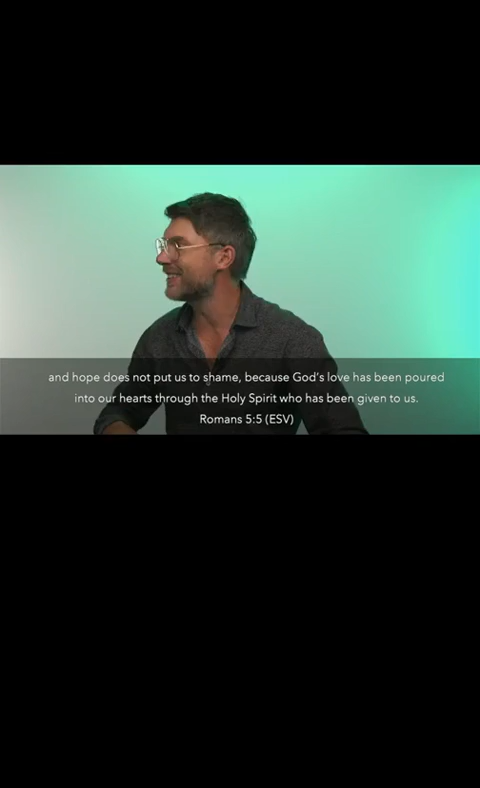 and hope does not put us to shame, because God's love has been poured
into our hearts through the Holy Spirit who has been given to us.
Romans 5:5 (ESV)